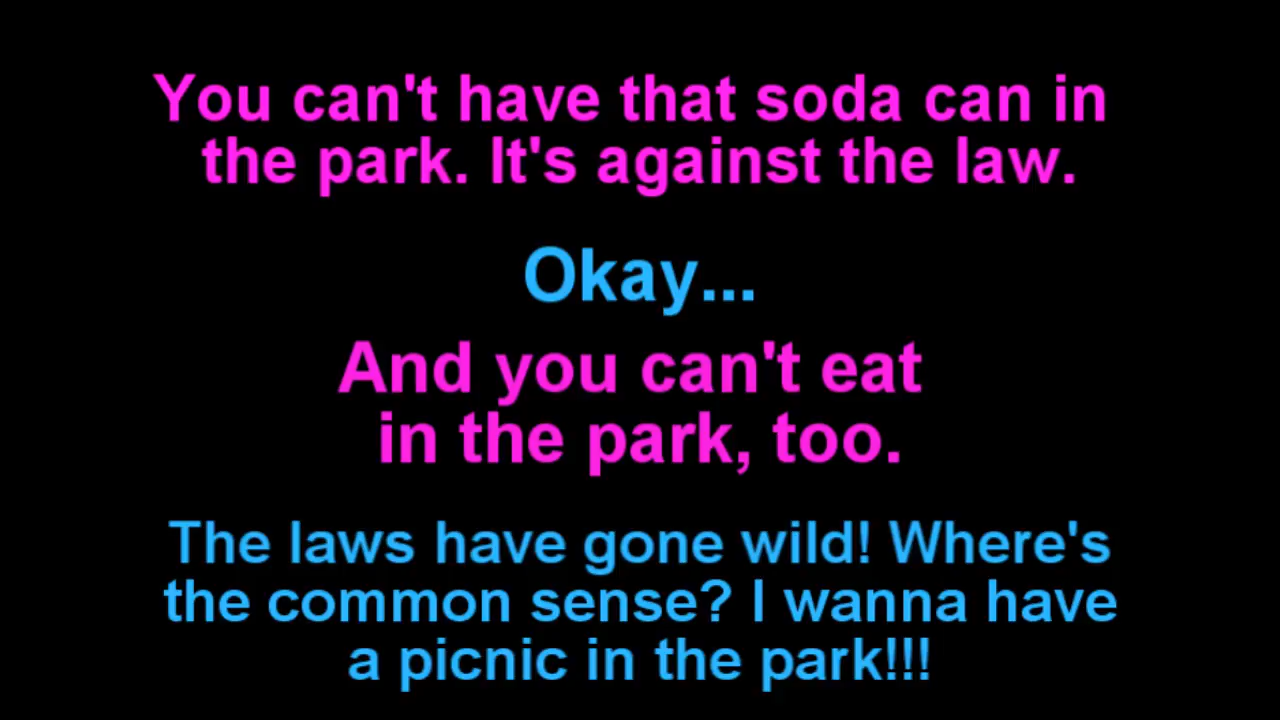 You can't have that soda can in
the park. It's against the law.
Okay...
And you can't eat
in the park, too.
The laws have gone wild! Where's
the common sense? I wanna have
a picnic in the park!!!